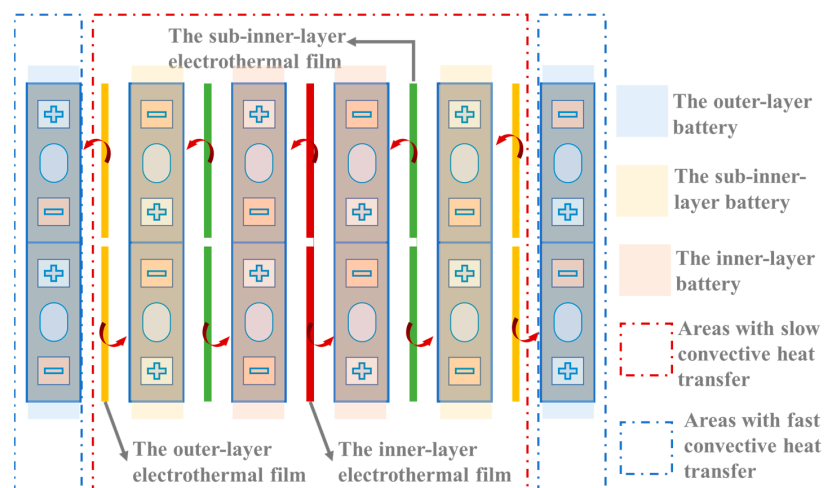 The sub-inner-layer
electrothermal film
The outer-layer
battery
The sub-inner-
layer battery
The inner-layer
battery
Areas with slow
convective heat
transfer
Areas with fast
convective heat
transfer
The outer-layer
electrothermal film
The inner-layer
electrothermal film